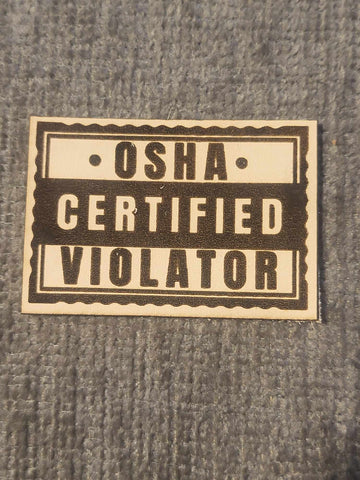 • OSHA •
CERTIFIED
VIOLATOR